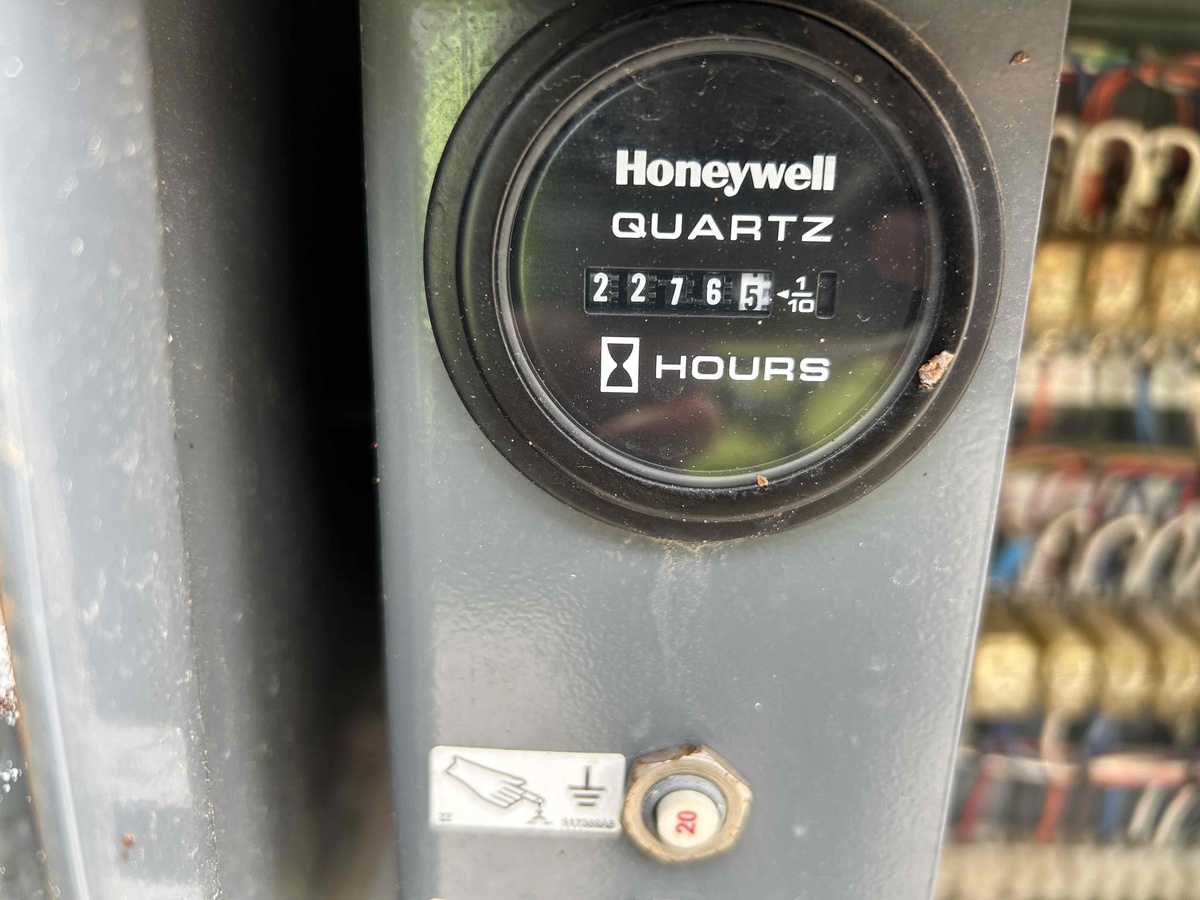 Honeywell
QUARTZ
22765 ◄1/10
HOURS
20